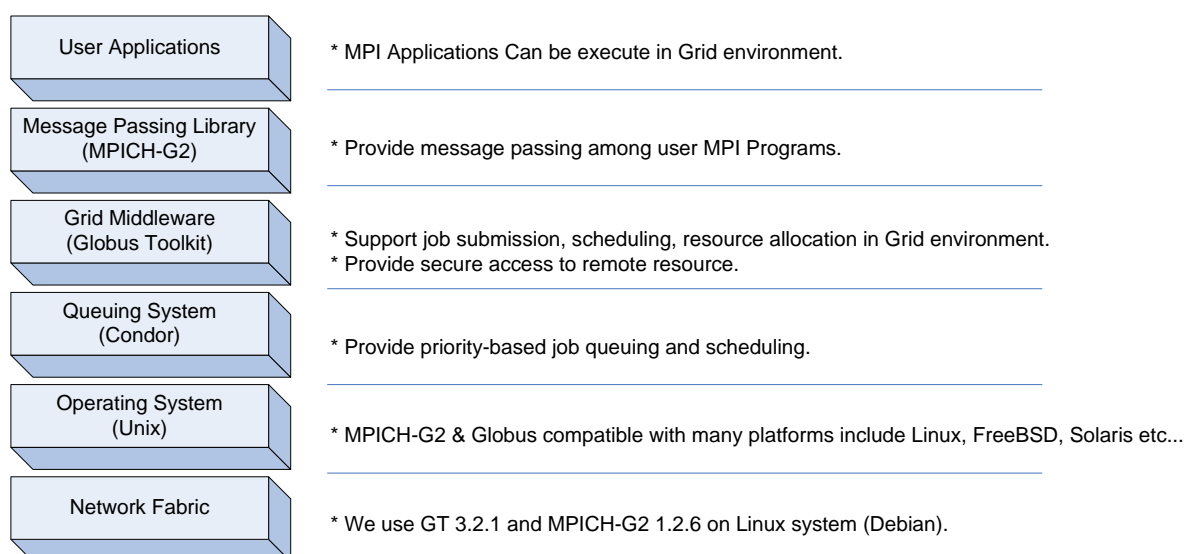 User Applications
* MPI Applications Can be execute in Grid environment.
Message Passing Library
(MPICH-G2)
* Provide message passing among user MPI Programs.
Grid Middleware
(Globus Toolkit)
* Support job submission, scheduling, resource allocation in Grid environment.
* Provide secure access to remote resource.
Queuing System
(Condor)
* Provide priority-based job queuing and scheduling.
Operating System
(Unix)
* MPICH-G2 & Globus compatible with many platforms include Linux, FreeBSD, Solaris etc...
Network Fabric
* We use GT 3.2.1 and MPICH-G2 1.2.6 on Linux system (Debian).